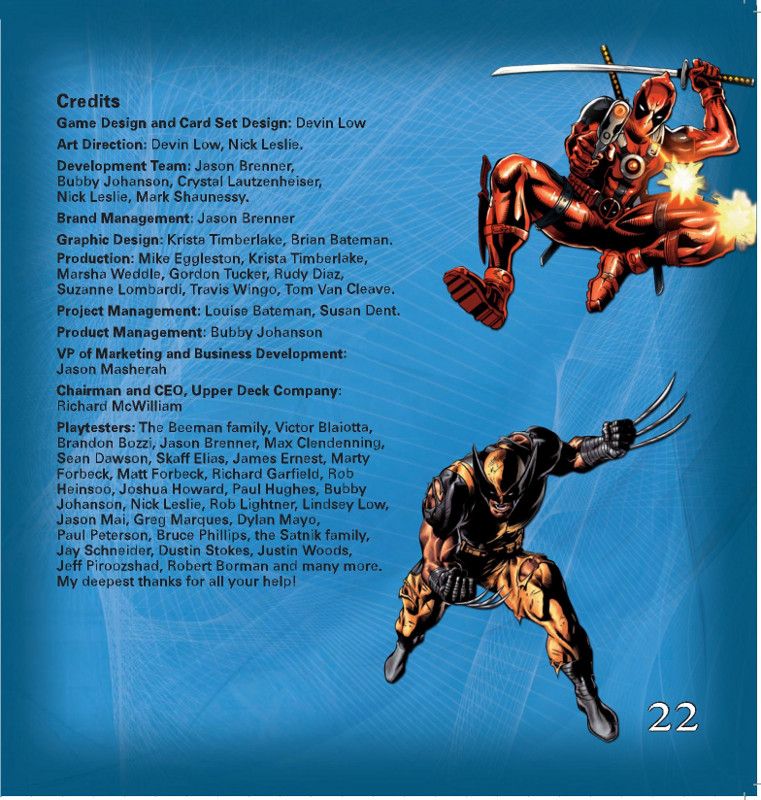 Credits
Game Design and Card Set Design: Devin Low
Art Direction: Devin Low, Nick Leslie.
Development Team: Jason Brenner,
Bubby Johanson, Crystal Lautzenheiser,
Nick Leslie, Mark Shaunessy.
Brand Management: Jason Brenner
Graphic Design: Krista Timberlake, Brian Bateman.
Production: Mike Eggleston, Krista Timberlake,
Marsha Weddle, Gordon Tucker, Rudy Diaz,
Suzanne Lombardi, Travis Wingo, Tom Van Cleave.
Project Management: Louise Bateman, Susan Dent.
Product Management: Bubby Johanson
VP of Marketing and Business Development:
Jason Masherah
Chairman and CEO, Upper Deck Company:
Richard McWilliam
Playtesters: The Beeman family, Victor Blaiotta,
Brandon Bozzi, Jason Brenner, Max Clendenning,
Sean Dawson, Skaff Elias, James Ernest, Marty
Forbeck, Matt Forbeck, Richard Garfield, Rob
Heinsoo, Joshua Howard, Paul Hughes, Bubby
Johanson, Nick Leslie, Rob Lightner, Lindsey Low,
Jason Mai, Greg Marques, Dylan Mayo,
Paul Peterson, Bruce Phillips, the Satnik family,
Jay Schneider, Dustin Stokes, Justin Woods,
Jeff Piroozshad, Robert Borman and many more.
My deepest thanks for all your help!
22